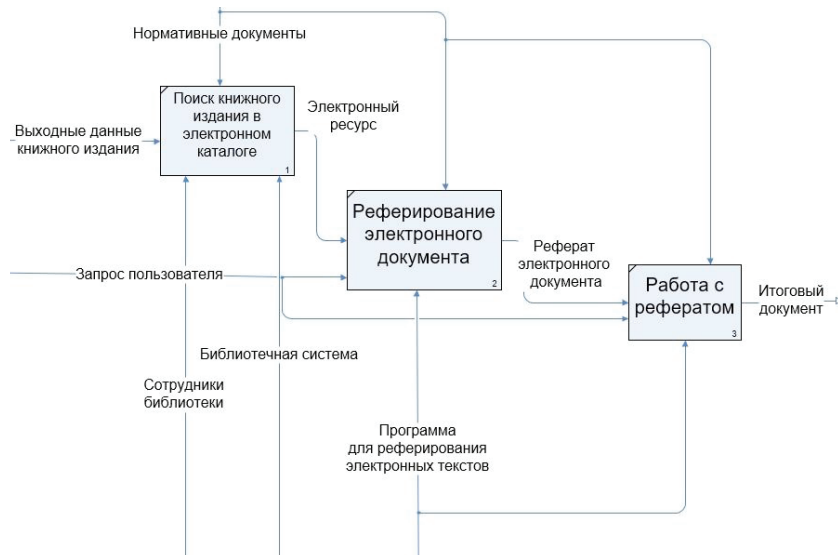 Нормативные документы
Поиск книжного
издания в
электронном
каталоге
1
Электронный
ресурс
Выходные данные
книжного издания
Реферирование
электронного
документа
2
Запрос пользователя
Реферат
электронного
документа
Работа с
рефератом
3
Итоговый
документ
Библиотечная система
Сотрудники
библиотеки
Программа
для реферирования
электронных текстов